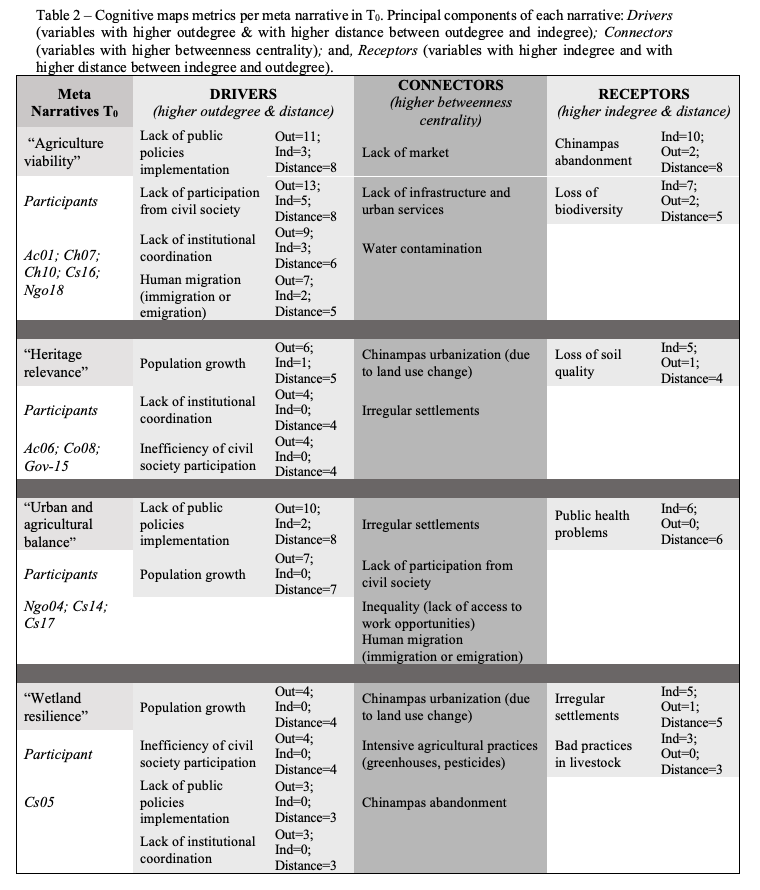 Table 2 – Cognitive maps metrics per meta narrative in T₀. Principal components of each narrative: Drivers
(variables with higher outdegree & with higher distance between outdegree and indegree); Connectors
(variables with higher betweenness centrality); and, Receptors (variables with higher indegree and with
higher distance between indegree and outdegree).
Meta
Narratives T₀
DRIVERS
(higher outdegree & distance)
CONNECTORS
(higher betweenness
centrality)
RECEPTORS
(higher indegree & distance)
“Agriculture
viability”
Lack of public
policies
implementation
Out=11;
Ind=3;
Distance=8
Lack of market
Chinampas
abandonment
Ind=10;
Out=2;
Distance=8
Participants
Lack of participation
from civil society
Out=13;
Ind=5;
Distance=8
Lack of infrastructure and
urban services
Loss of
biodiversity
Ind=7;
Out=2;
Distance=5
Ac01; Ch07;
Ch10; Cs16;
Ngo18
Lack of institutional
coordination
Out=9;
Ind=3;
Distance=6
Water contamination
Human migration
(immigration or
emigration)
Out=7;
Ind=2;
Distance=5
“Heritage
relevance”
Population growth
Out=6;
Ind=1;
Distance=5
Chinampas urbanization (due
to land use change)
Loss of soil
quality
Ind=5;
Out=1;
Distance=4
Participants
Lack of institutional
coordination
Out=4;
Ind=0;
Distance=4
Irregular settlements
Ac06; Co08;
Gov-15
Inefficiency of civil
society participation
Out=4;
Ind=0;
Distance=4
“Urban and
agricultural
balance”
Lack of public
policies
implementation
Out=10;
Ind=2;
Distance=8
Irregular settlements
Public health
problems
Ind=6;
Out=0;
Distance=6
Participants
Population growth
Out=7;
Ind=0;
Distance=7
Lack of participation from
civil society
Ngo04; Cs14;
Cs17
Inequality (lack of access to
work opportunities)
Human migration
(immigration or emigration)
“Wetland
resilience”
Population growth
Out=4;
Ind=0;
Distance=4
Chinampas urbanization (due
to land use change)
Irregular
settlements
Ind=5;
Out=1;
Distance=5
Participant
Inefficiency of civil
society participation
Out=4;
Ind=0;
Distance=4
Intensive agricultural practices
(greenhouses, pesticides)
Bad practices
in livestock
Ind=3;
Out=0;
Distance=3
Cs05
Lack of public
policies
implementation
Out=3;
Ind=0;
Distance=3
Chinampas abandonment
Lack of institutional
coordination
Out=3;
Ind=0;
Distance=3